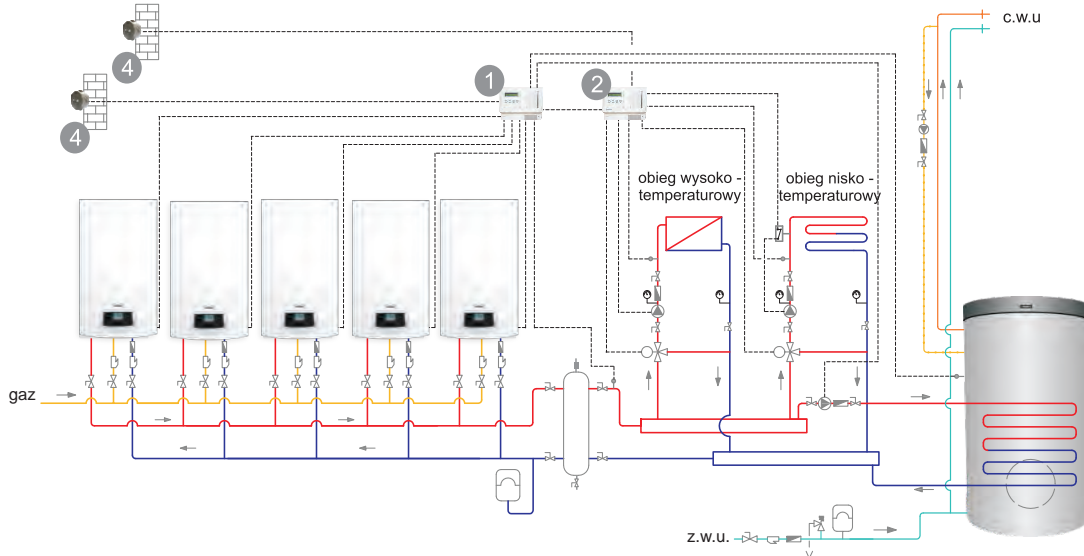 c.w.u
4
1
2
4
obieg wysoko -
temperaturowy
obieg nisko -
temperaturowy
gaz
z.w.u.